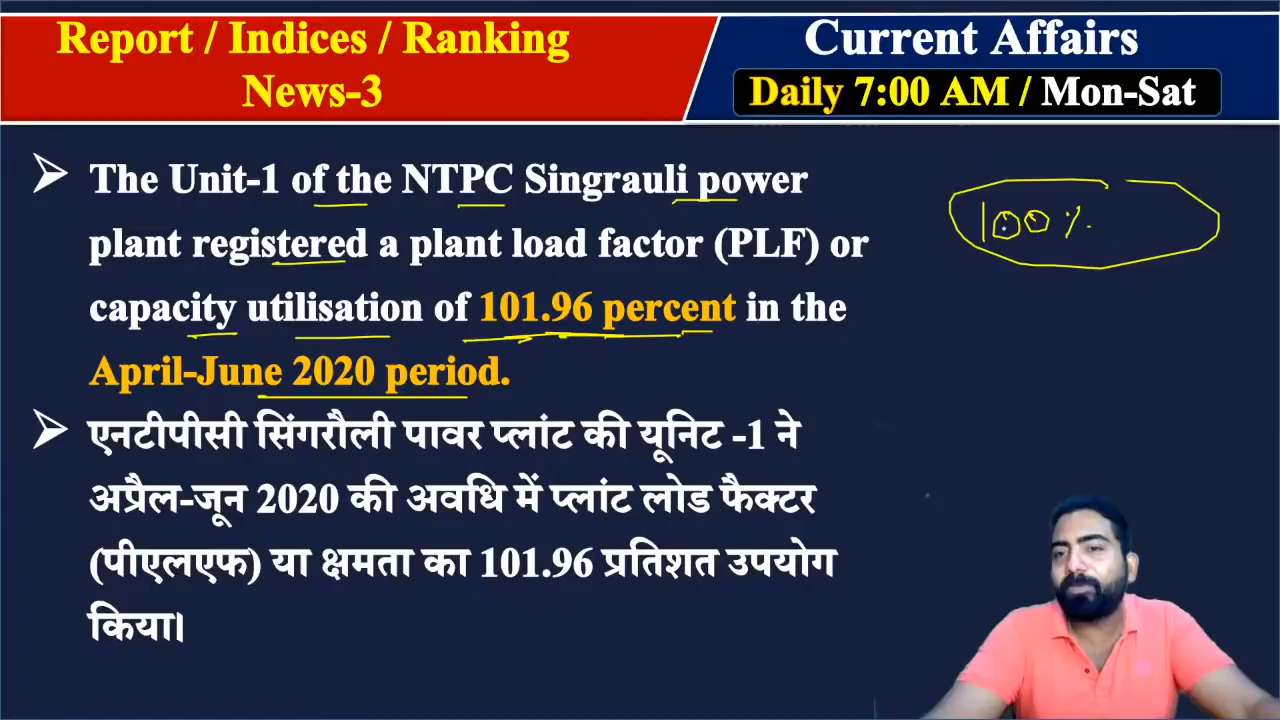 Report / Indices / Ranking
News-3
Current Affairs
Daily 7:00 AM / Mon-Sat
The Unit-1 of the NTPC Singrauli power
plant registered a plant load factor (PLF) or
capacity utilisation of 101.96 percent in the
April-June 2020 period.
100%
एनटीपीसी सिंगरौली पावर प्लांट की यूनिट -1 ने
अप्रैल-जून 2020 की अवधि में प्लांट लोड फैक्टर
(पीएलएफ) या क्षमता का 101.96 प्रतिशत उपयोग
किया।